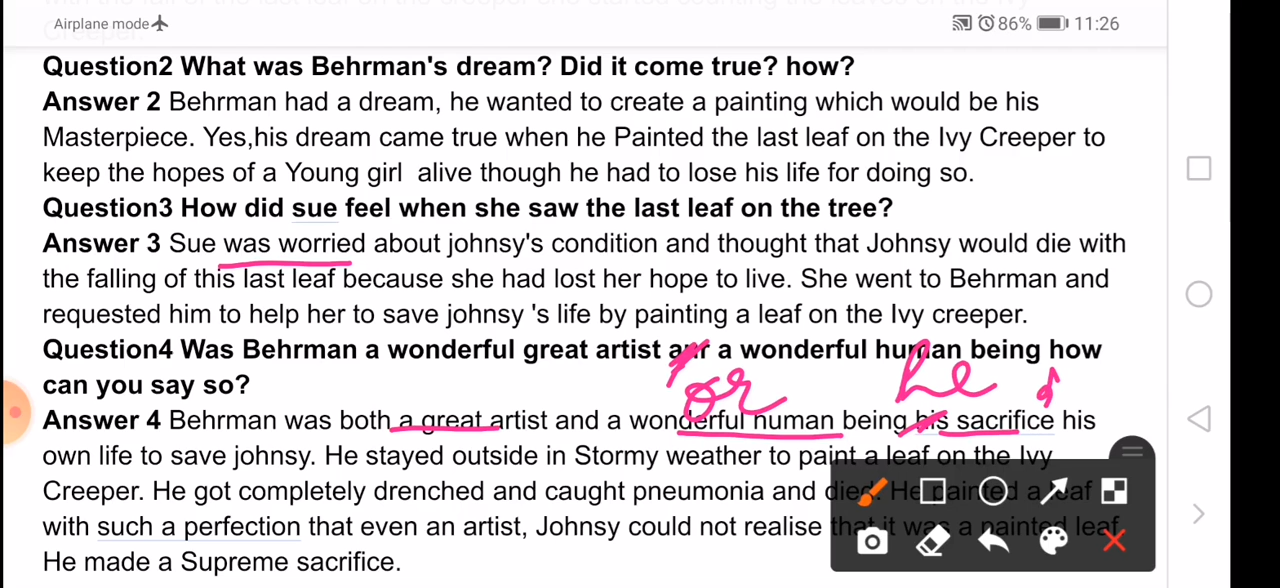 Airplane mode 86% 11:26
Question2 What was Behrman's dream? Did it come true? how?
Answer 2 Behrman had a dream, he wanted to create a painting which would be his
Masterpiece. Yes,his dream came true when he Painted the last leaf on the Ivy Creeper to
keep the hopes of a Young girl alive though he had to lose his life for doing so.
Question3 How did sue feel when she saw the last leaf on the tree?
Answer 3 Sue was worried about johnsy's condition and thought that Johnsy would die with
the falling of this last leaf because she had lost her hope to live. She went to Behrman and
requested him to help her to save johnsy 's life by painting a leaf on the Ivy creeper.
Question4 Was Behrman a wonderful great artist a wonderful human being how
can you say so?
or he d
Answer 4 Behrman was both a great artist and a wonderful human being his sacrifice his
own life to save johnsy. He stayed outside in Stormy weather to paint a leaf on the Ivy
Creeper. He got completely drenched and caught pneumonia and died. He painted a leaf
with such a perfection that even an artist, Johnsy could not realise that it was a painted leaf
He made a Supreme sacrifice.